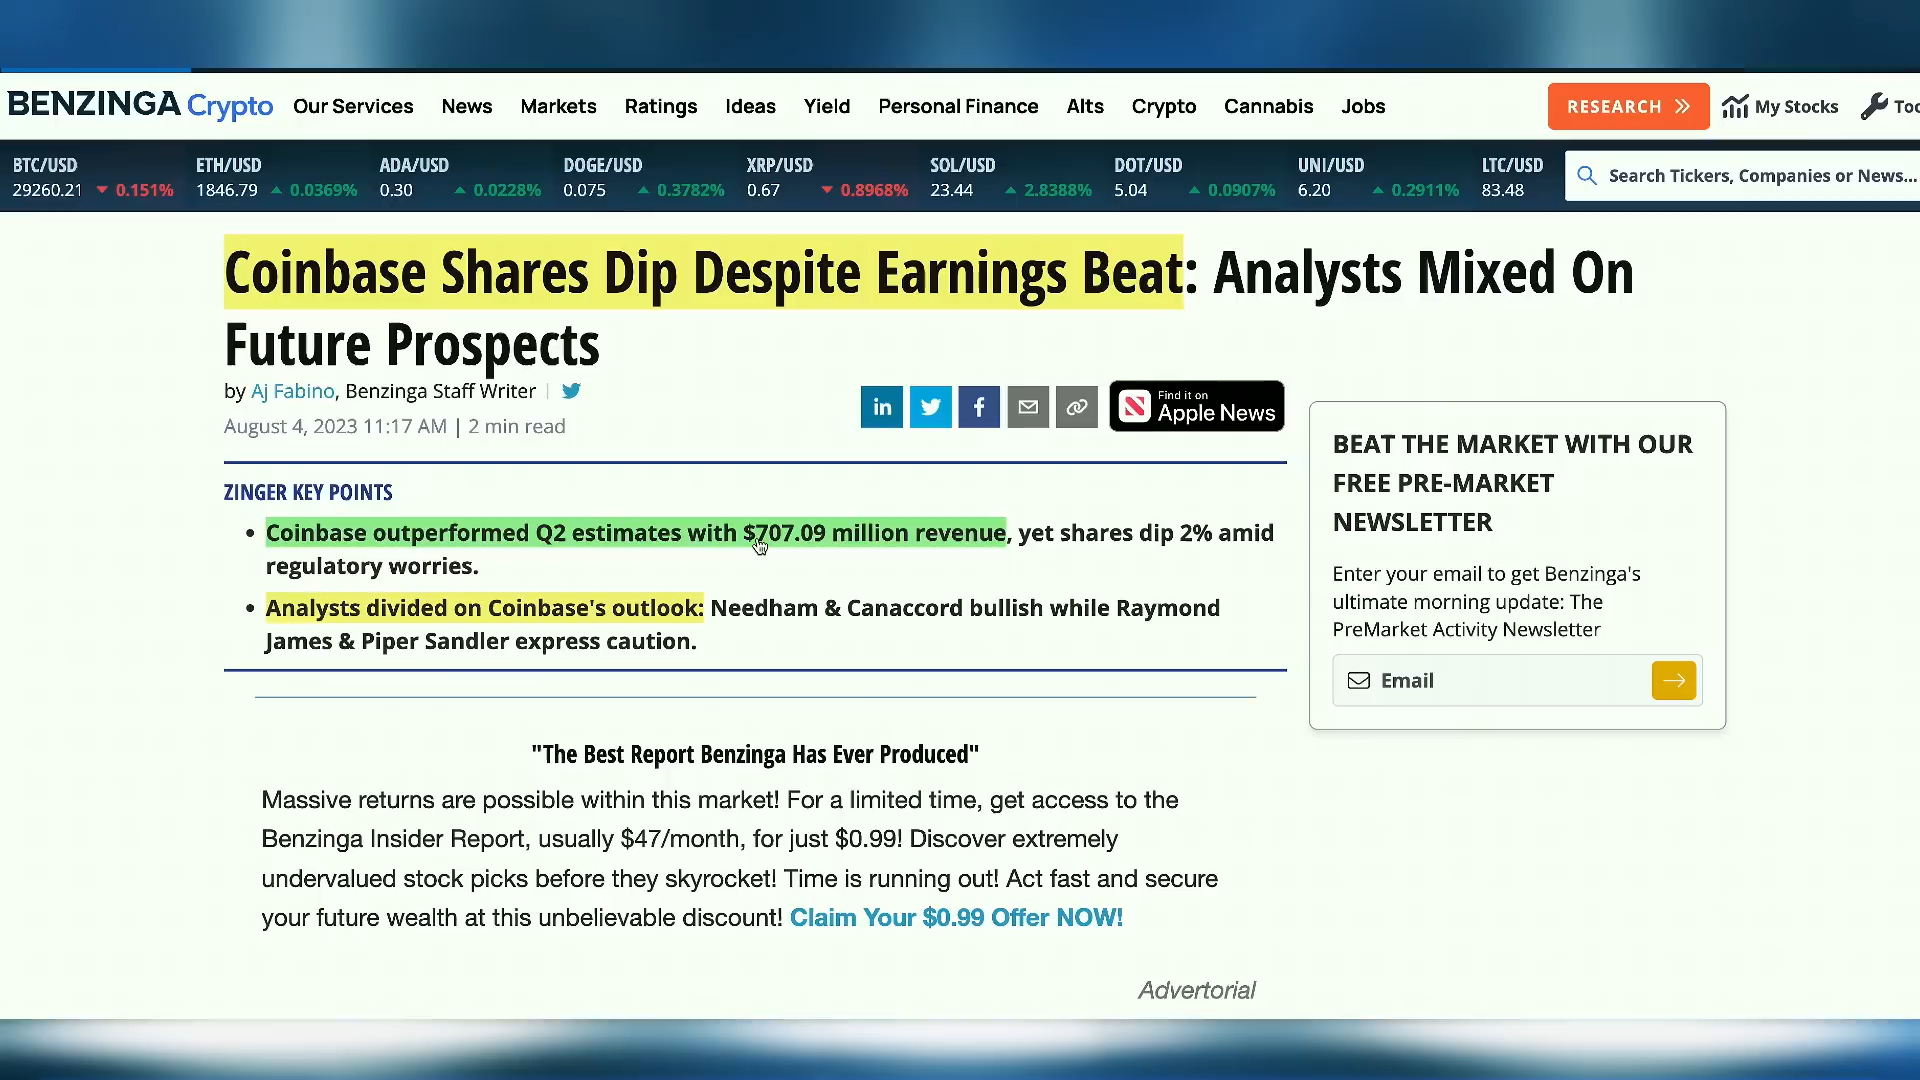 BENZINGA Crypto Our Services News Markets Ratings Ideas Yield Personal Finance Alts Crypto Cannabis Jobs RESEARCH My Stocks
BTC/USD ETH/USD ADA/USD DOGE/USD XRP/USD SOL/USD DOT/USD UNI/USD LTC/USD
29260.21 ▼ 0.151% 1846.79 ▲ 0.0369% 0.30 ▲ 0.0228% 0.075 ▲ 0.3782% 0.67 ▼ 0.8968% 23.44 ▲ 2.8388% 5.04 ▲ 0.0907% 6.20 ▲ 0.2911% 83.48
Search Tickers, Companies or News...
Coinbase Shares Dip Despite Earnings Beat: Analysts Mixed On
Future Prospects
by Aj Fabino, Benzinga Staff Writer |
August 4, 2023 11:17 AM | 2 min read
in f
Find it on
Apple News
ZINGER KEY POINTS
• Coinbase outperformed Q2 estimates with $707.09 million revenue, yet shares dip 2% amid
regulatory worries.
• Analysts divided on Coinbase's outlook: Needham & Canaccord bullish while Raymond
James & Piper Sandler express caution.
BEAT THE MARKET WITH OUR
FREE PRE-MARKET
NEWSLETTER
Enter your email to get Benzinga's
ultimate morning update: The
PreMarket Activity Newsletter
Email
"The Best Report Benzinga Has Ever Produced"
Massive returns are possible within this market! For a limited time, get access to the
Benzinga Insider Report, usually $47/month, for just $0.99! Discover extremely
undervalued stock picks before they skyrocket! Time is running out! Act fast and secure
your future wealth at this unbelievable discount! Claim Your $0.99 Offer NOW!
Advertorial